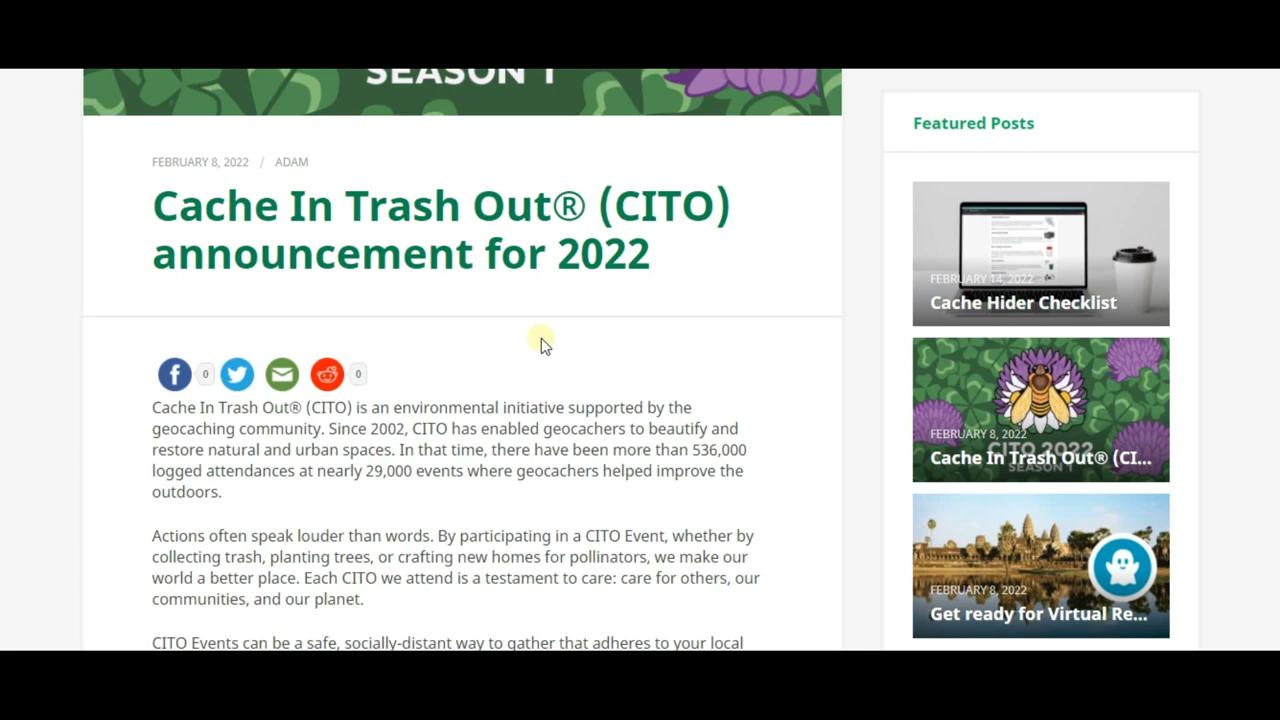 SEASON 1
FEBRUARY 8, 2022 / ADAM
Cache In Trash Out® (CITO)
announcement for 2022
0
0
Cache In Trash Out® (CITO) is an environmental initiative supported by the
geocaching community. Since 2002, CITO has enabled geocachers to beautify and
restore natural and urban spaces. In that time, there have been more than 536,000
logged attendances at nearly 29,000 events where geocachers helped improve the
outdoors.
Actions often speak louder than words. By participating in a CITO Event, whether by
collecting trash, planting trees, or crafting new homes for pollinators, we make our
world a better place. Each CITO we attend is a testament to care: care for others, our
communities, and our planet.
CITO Events can be a safe, socially-distant way to gather that adheres to your local
Featured Posts
FEBRUARY 14, 2022
Cache Hider Checklist
FEBRUARY 8, 2022
CITO 2022
Cache In Trash Out® (CI...
SEASON 1
FEBRUARY 8, 2022
Get ready for Virtual Re...